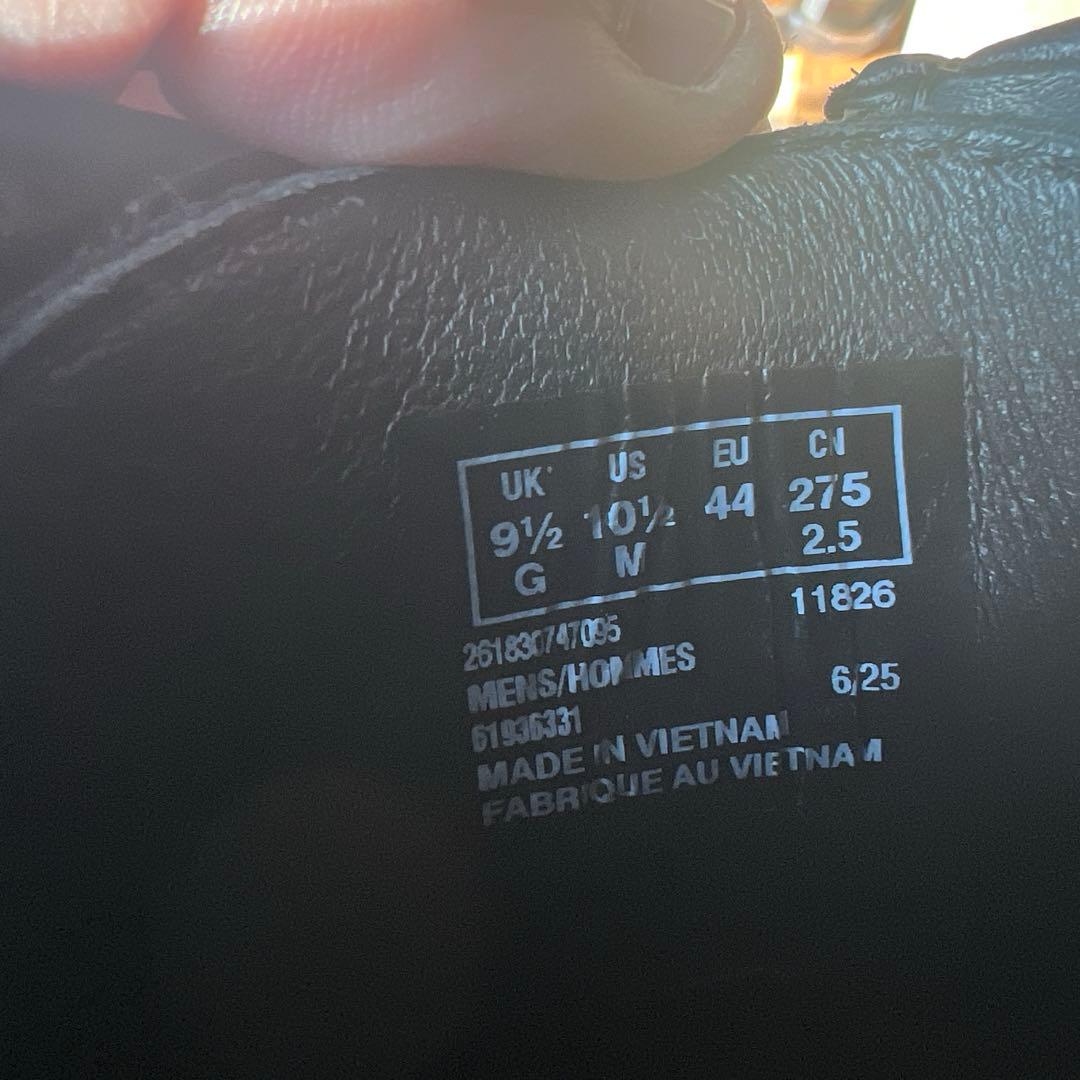 UK US EU CN
9½ 10½ 44 275
G M 2.5
11826
261830747095
MENS/HOMMES
6/25
61936331
MADE IN VIETNAM
FABRIQUE AU VIETNAM